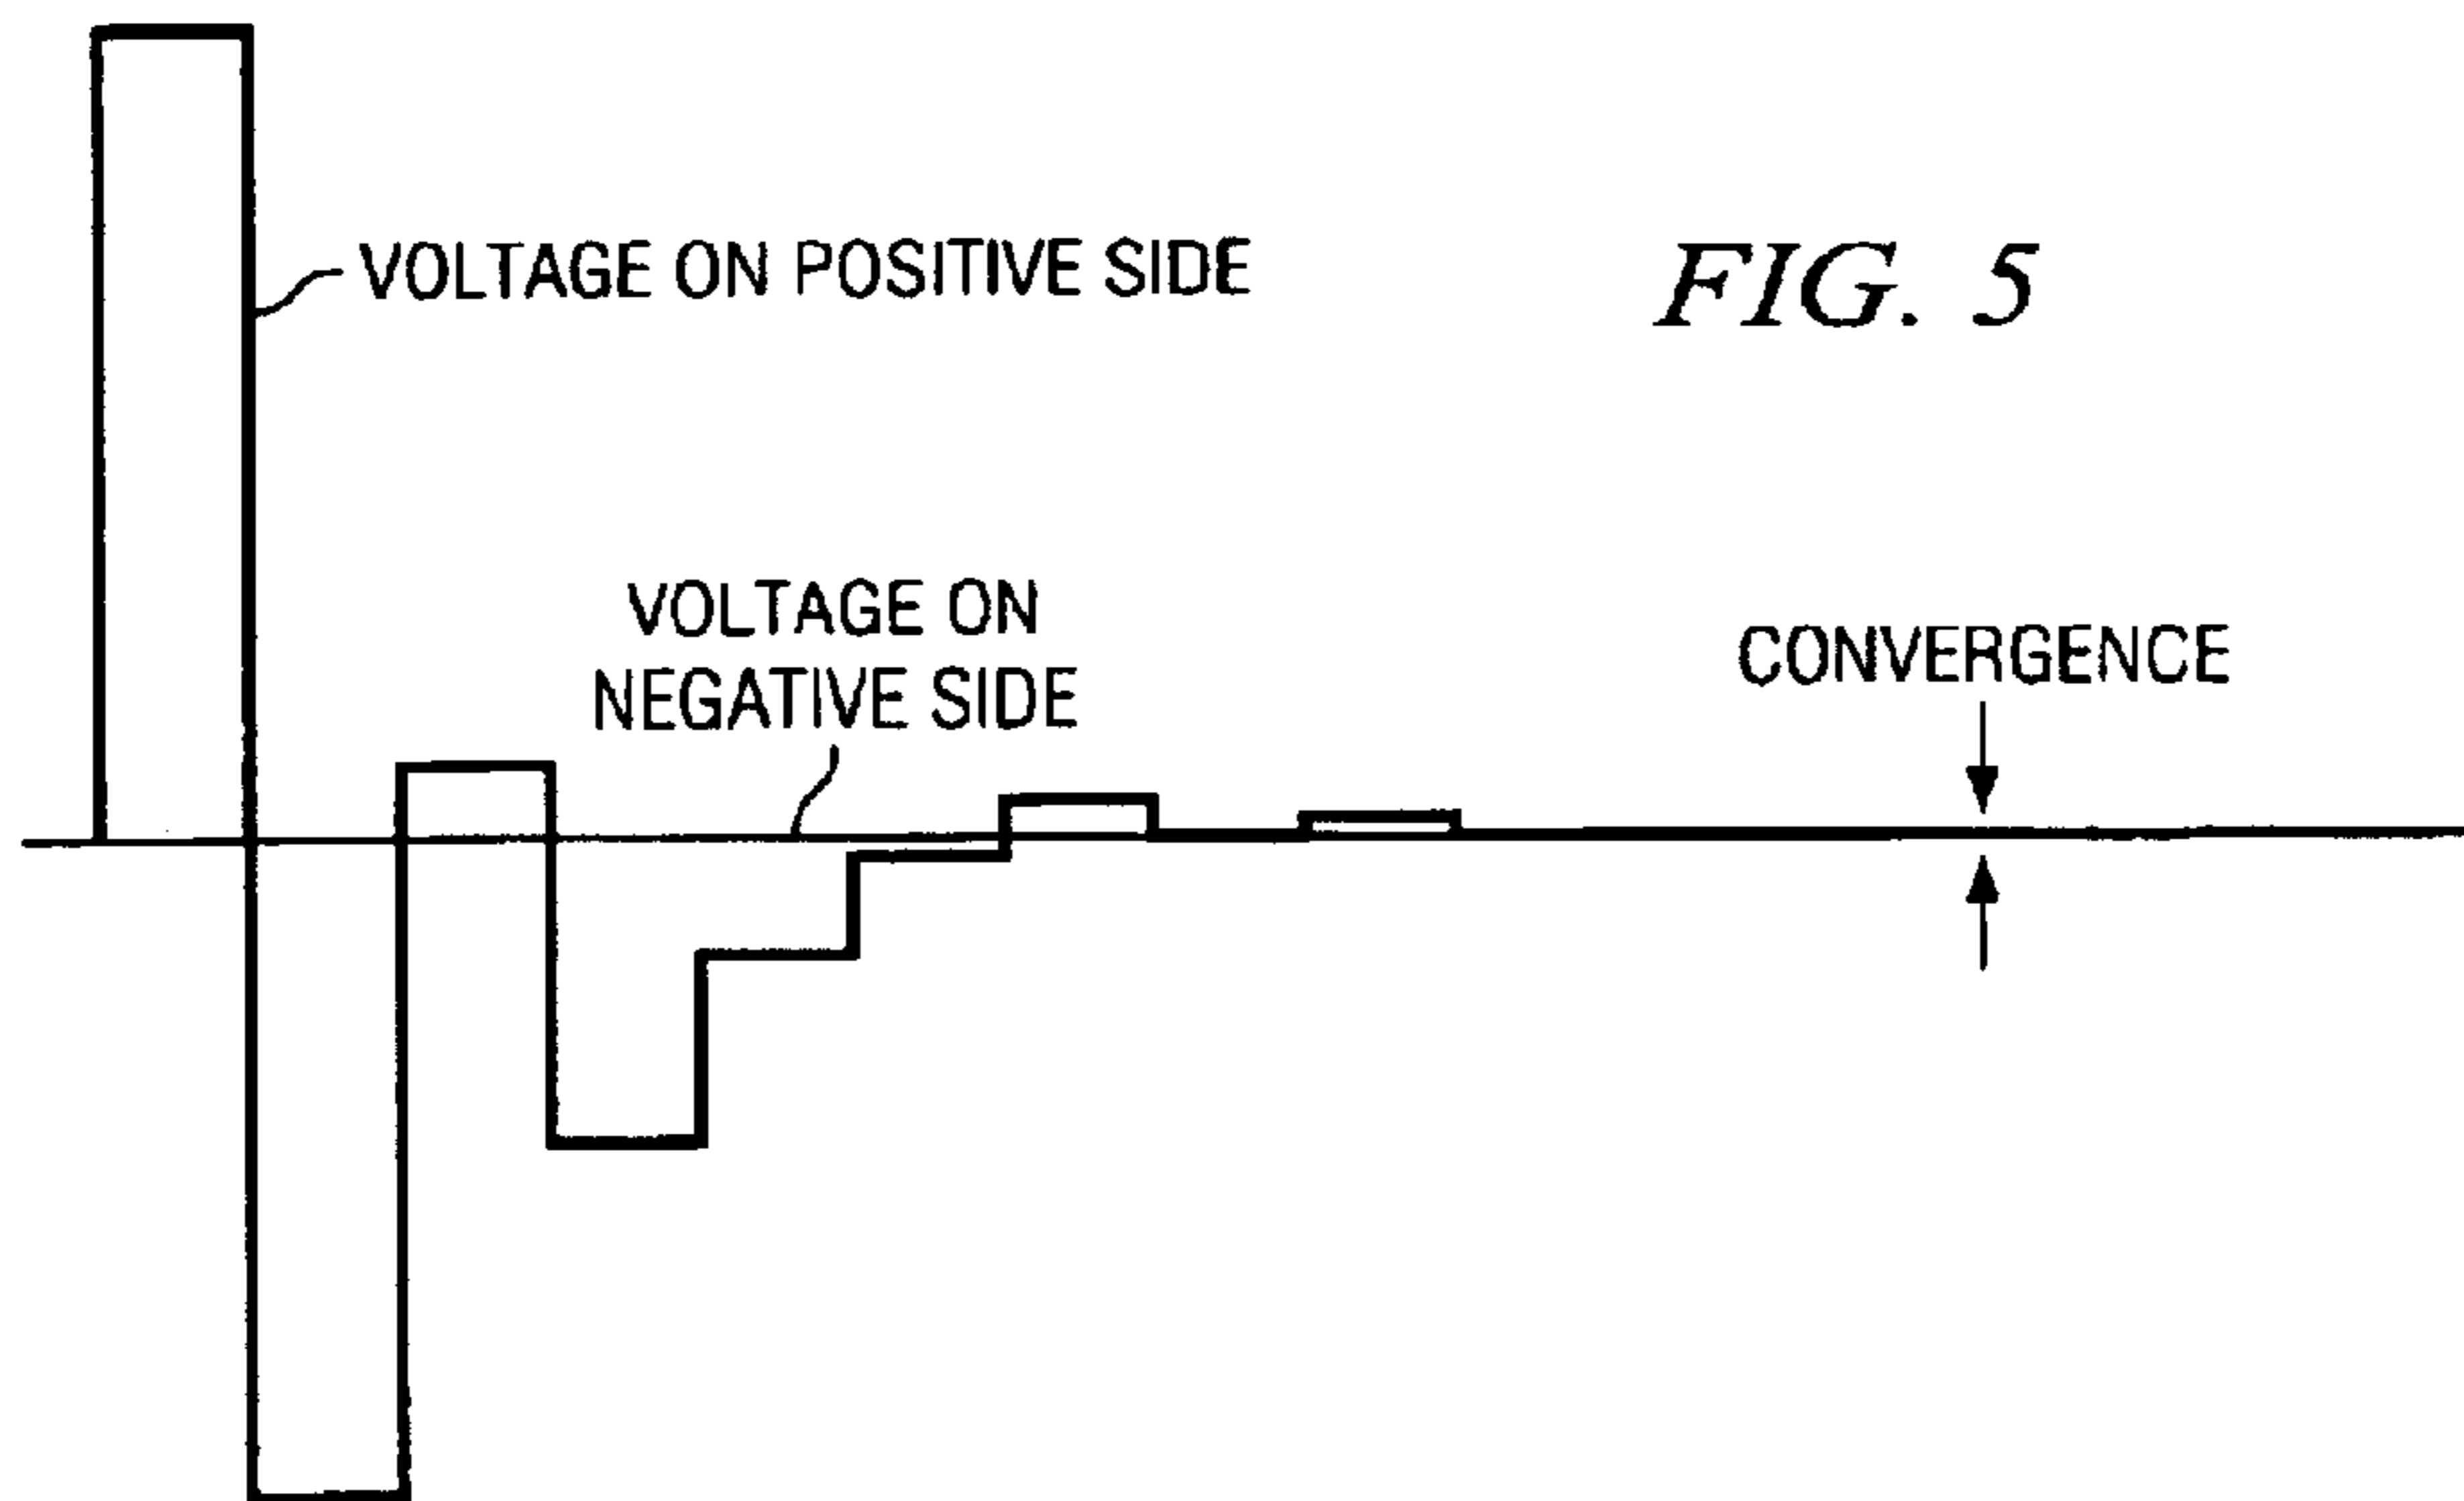 VOLTAGE ON POSITIVE SIDE
FIG. 5
VOLTAGE ON
NEGATIVE SIDE
CONVERGENCE